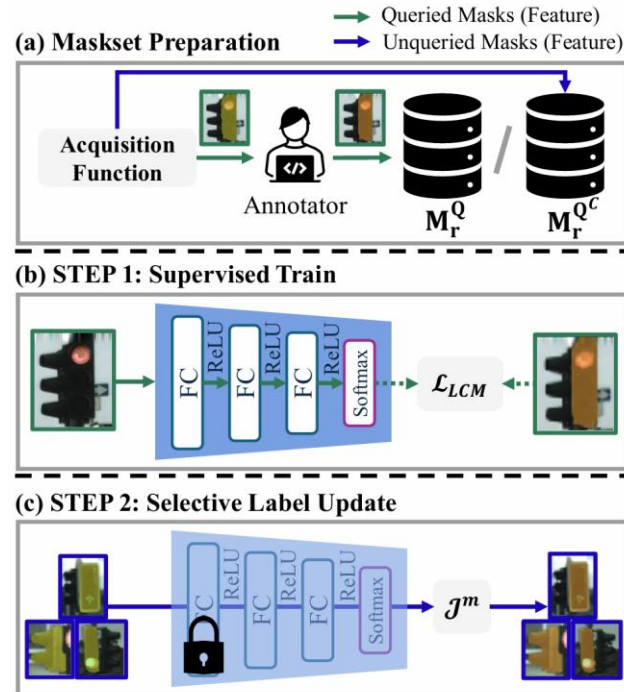 Queried Masks (Feature)
(a) Maskset Preparation
Unqueried Masks (Feature)
Acquisition
Function
</>
Annotator
M_r^Q
/
M_r^{Q^C}
(b) STEP 1: Supervised Train
FC
ReLU
FC
ReLU
FC
ReLU
Softmax
ℒ_LCM
(c) STEP 2: Selective Label Update
C
ReLU
FC
ReLU
FC
ReLU
Softmax
𝒥^m